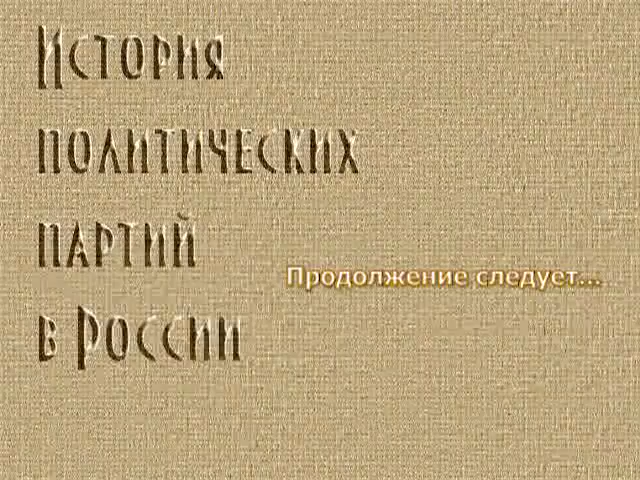 История
политических
партий
в России
Продолжение следует...